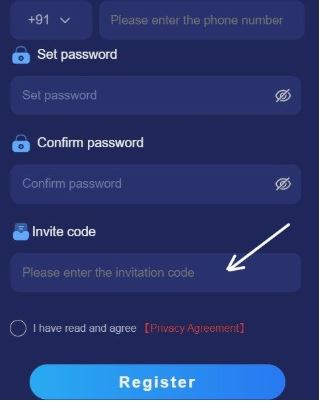 +91 Please enter the phone number
Set password
Set password
Confirm password
Confirm password
Invite code
Please enter the invitation code
I have read and agree 【Privacy Agreement】
Register